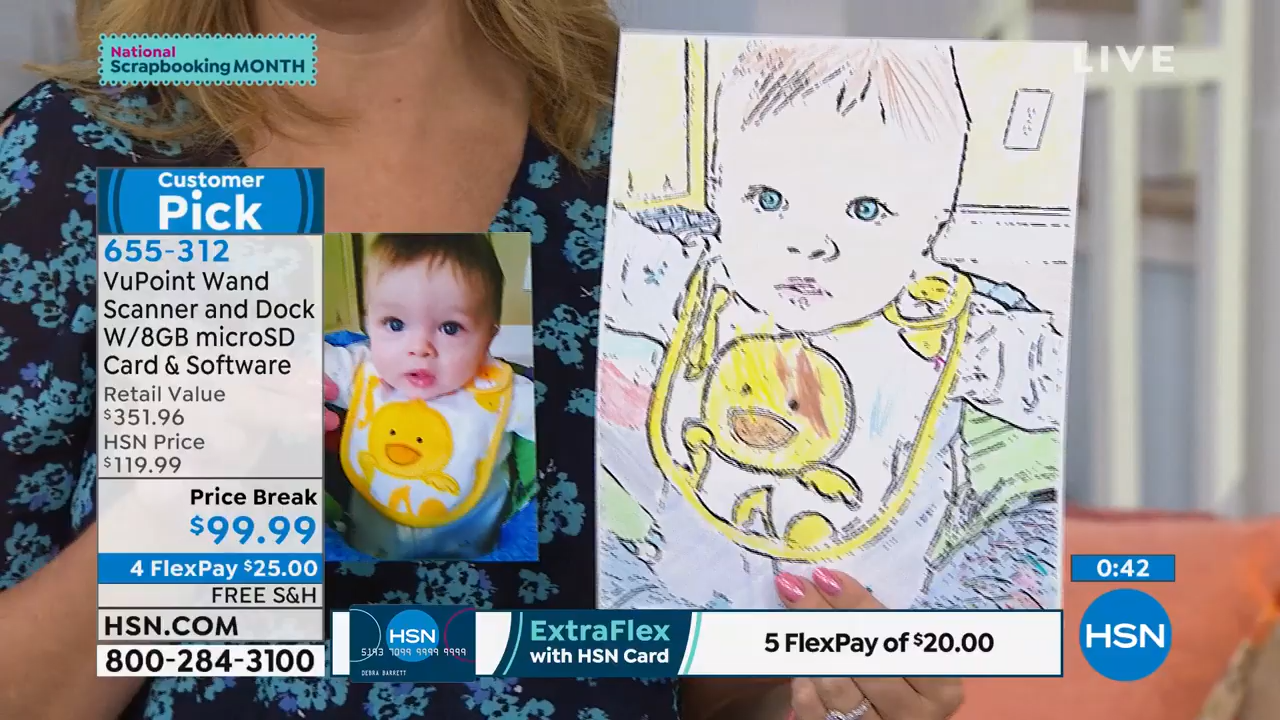 National
Scrapbooking MONTH
LIVE
Customer
Pick
655-312
VuPoint Wand
Scanner and Dock
W/8GB microSD
Card & Software
Retail Value
$351.96
HSN Price
$119.99
Price Break
$99.99
4 FlexPay $25.00
FREE S&H
HSN.COM
800-284-3100
HSN
5193 7099 9999 9999
DEBRA BARRETT
ExtraFlex
with HSN Card
5 FlexPay of $20.00
0:42
HSN